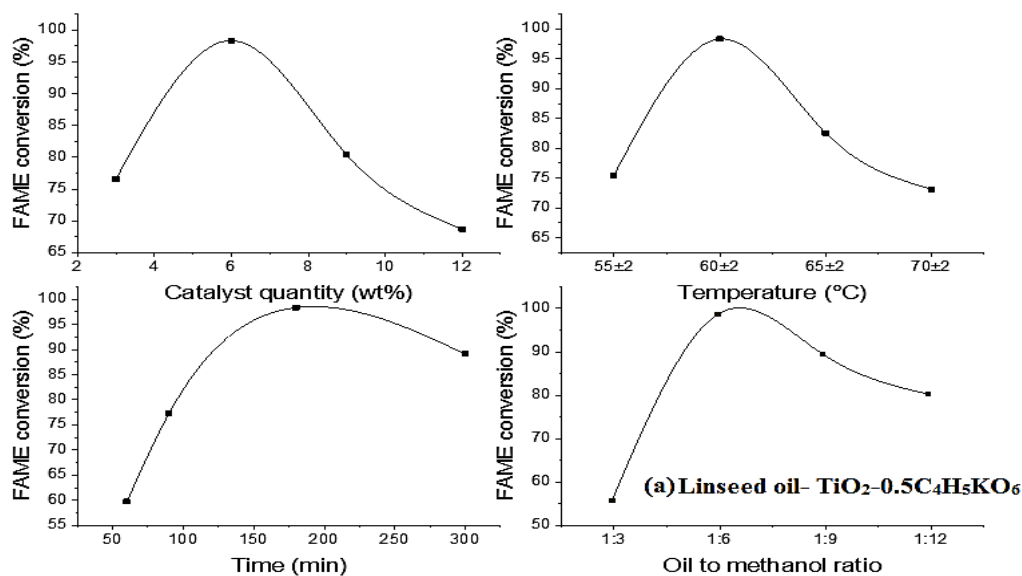 FAME conversion (%)
100
95
90
85
80
75
70
65
2 4 6 8 10 12
Catalyst quantity (wt%)
FAME conversion (%)
100
95
90
85
80
75
70
65
55±2 60±2 65±2 70±2
Temperature (°C)
FAME conversion (%)
100
95
90
85
80
75
70
65
60
55
50 100 150 200 250 300
Time (min)
FAME conversion (%)
100
90
80
70
60
50
(a) Linseed oil- TiO₂-0.5C₄H₅KO₆
1:3 1:6 1:9 1:12
Oil to methanol ratio